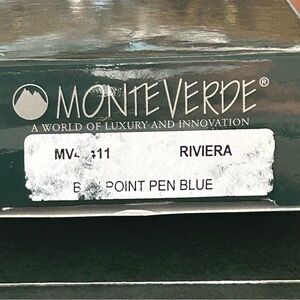 MONTEVERDE®
A WORLD OF LUXURY AND INNOVATION
RIVIERA
POINT PEN BLUE